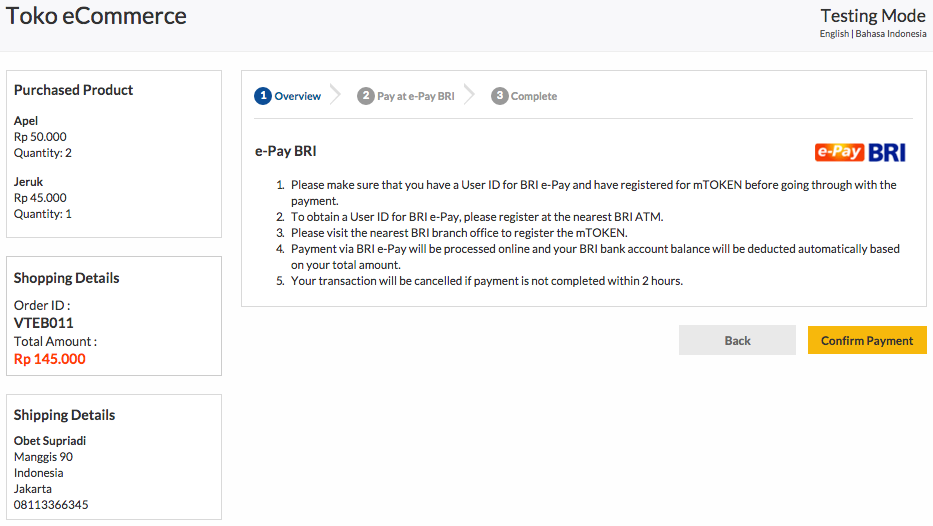 Toko eCommerce
Testing Mode
English | Bahasa Indonesia
Purchased Product
Apel
Rp 50.000
Quantity: 2
Jeruk
Rp 45.000
Quantity: 1
Shopping Details
Order ID :
VTEB011
Total Amount :
Rp 145.000
Shipping Details
Obet Supriadi
Manggis 90
Indonesia
Jakarta
08113366345
1 Overview
2 Pay at e-Pay BRI
3 Complete
e-Pay BRI
e-Pay BRI
1. Please make sure that you have a User ID for BRI e-Pay and have registered for mTOKEN before going through with the
payment.
2. To obtain a User ID for BRI e-Pay, please register at the nearest BRI ATM.
3. Please visit the nearest BRI branch office to register the mTOKEN.
4. Payment via BRI e-Pay will be processed online and your BRI bank account balance will be deducted automatically based
on your total amount.
5. Your transaction will be cancelled if payment is not completed within 2 hours.
Back
Confirm Payment